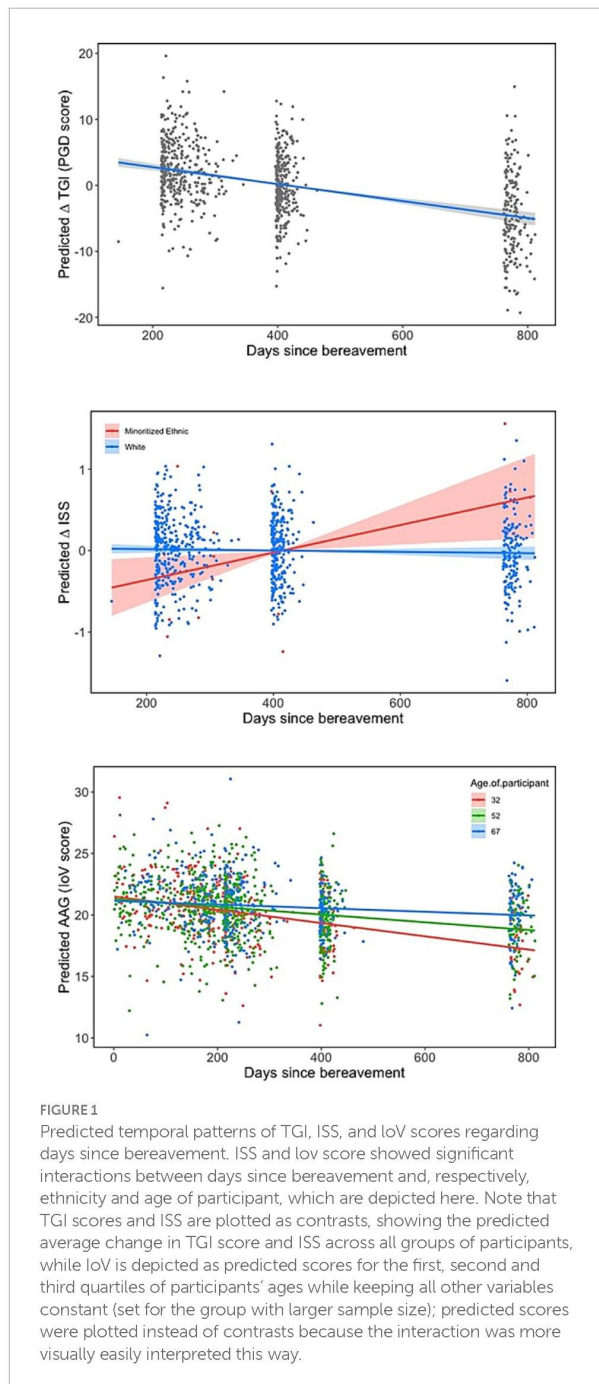 Predicted Δ TGI (PGD score)
20
10
0
-10
-20
200
400
600
800
Days since bereavement
Predicted Δ ISS
Minoritized Ethnic
White
1
0
-1
200
400
600
800
Days since bereavement
Predicted AAG (IoV score)
Age.of.participant
32
52
67
30
25
20
15
10
0
200
400
600
800
Days since bereavement
FIGURE 1
Predicted temporal patterns of TGI, ISS, and IoV scores regarding
days since bereavement. ISS and Iov score showed significant
interactions between days since bereavement and, respectively,
ethnicity and age of participant, which are depicted here. Note that
TGI scores and ISS are plotted as contrasts, showing the predicted
average change in TGI score and ISS across all groups of participants,
while IoV is depicted as predicted scores for the first, second and
third quartiles of participants' ages while keeping all other variables
constant (set for the group with larger sample size); predicted scores
were plotted instead of contrasts because the interaction was more
visually easily interpreted this way.